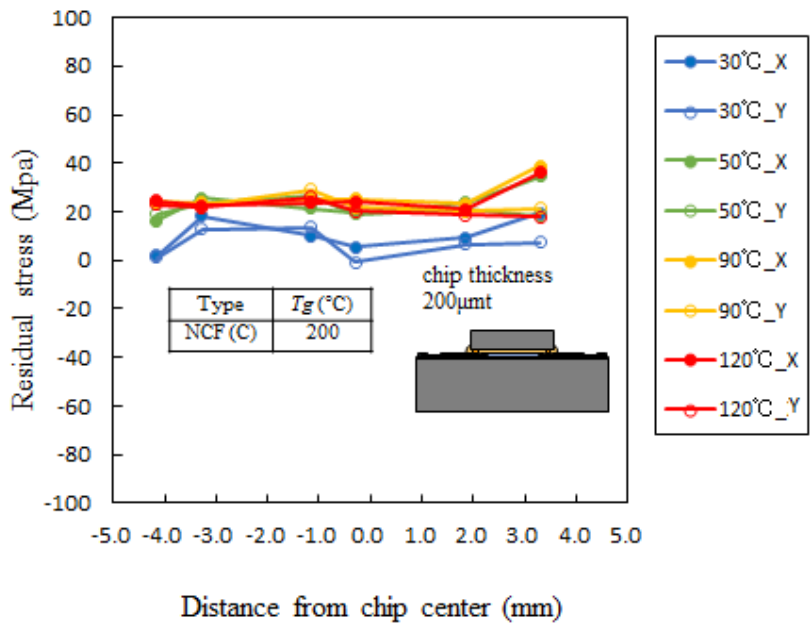 100
80
60
40
20
0
-20
-40
-60
-80
-100
Residual stress (Mpa)
-5.0 -4.0 -3.0 -2.0 -1.0 0.0 1.0 2.0 3.0 4.0 5.0
Distance from chip center (mm)
Type Tg (°C)
NCF (C) 200
chip thickness
200μmt
30℃_X
30℃_Y
50℃_X
50℃_Y
90℃_X
90℃_Y
120℃_X
120℃_Y